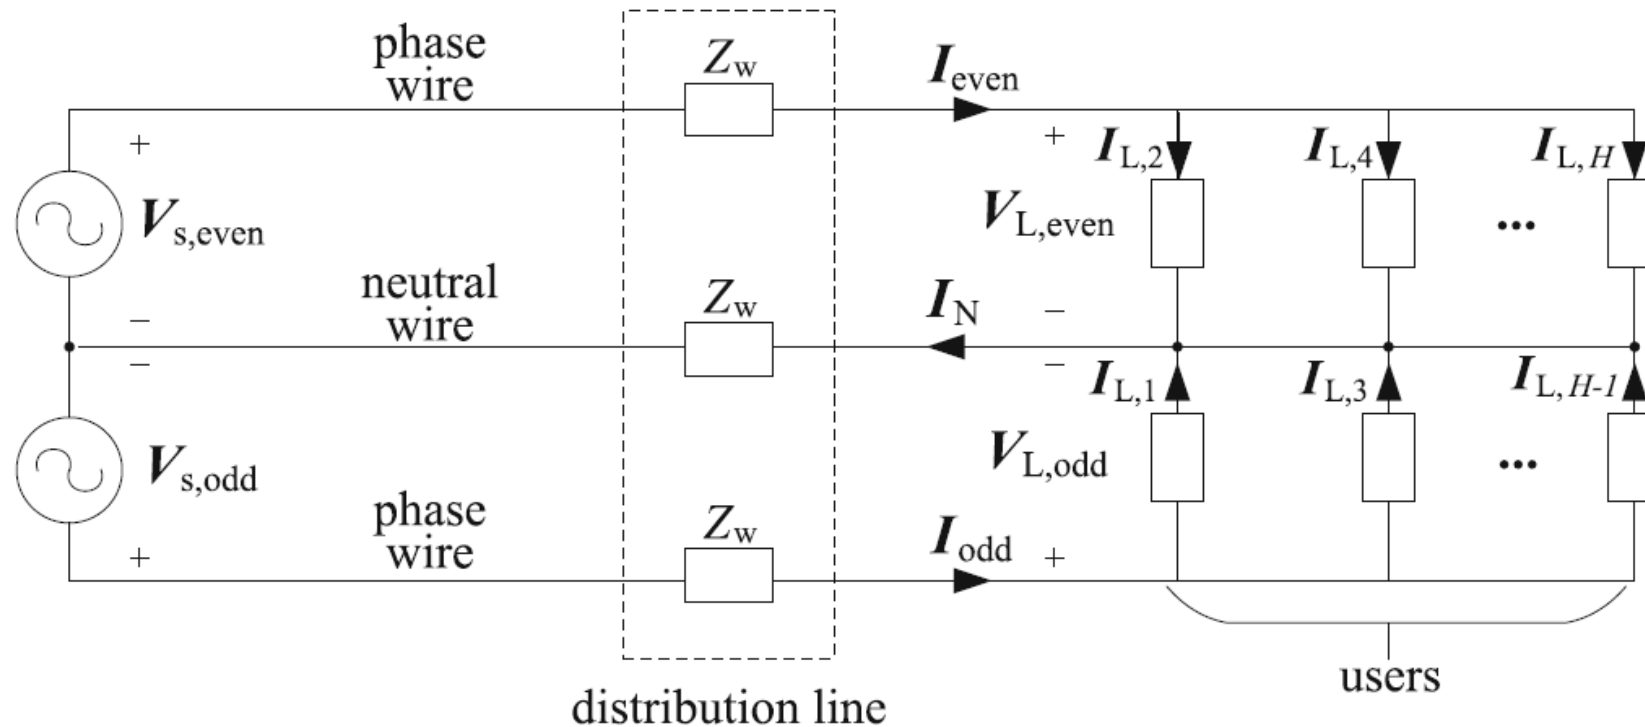 phase
wire
Z_w
I_even
+
+
I_L,2
I_L,4
I_L,H
V_s,even
V_L,even
...
neutral
wire
Z_w
I_N
−
−
−
−
I_L,1
I_L,3
I_L,H-1
V_s,odd
V_L,odd
...
phase
wire
Z_w
I_odd
+
+
users
distribution line